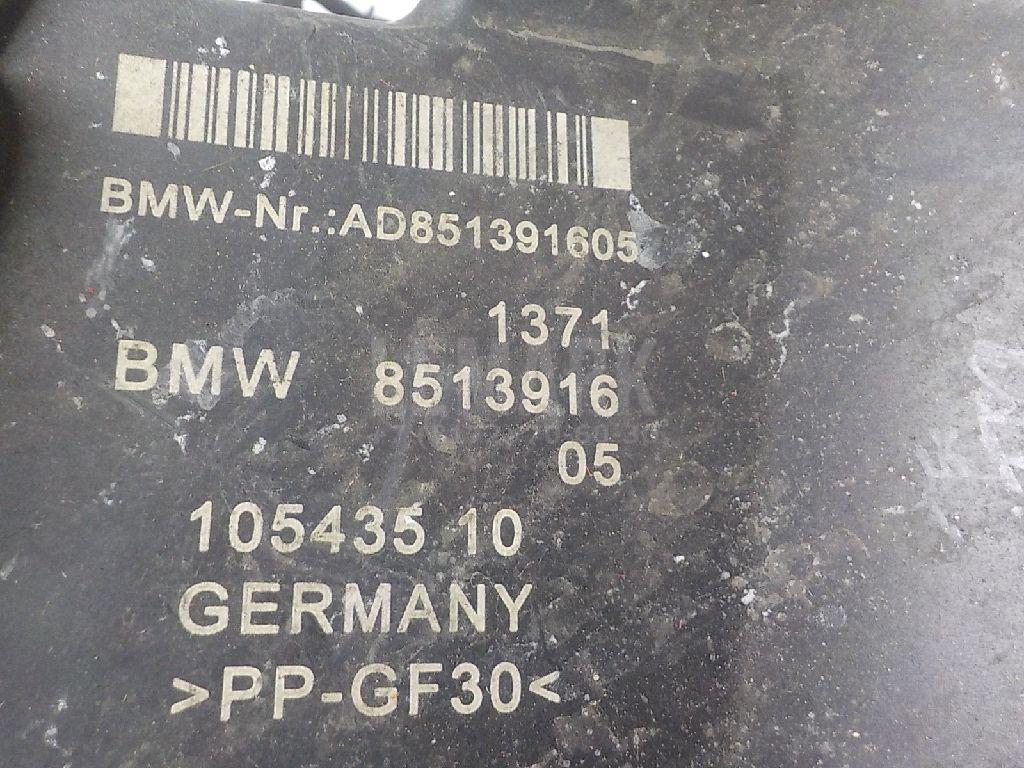 BMW-Nr.:AD851391605
1371
BMW 8513916
05
105435 10
GERMANY
>PP-GF30<